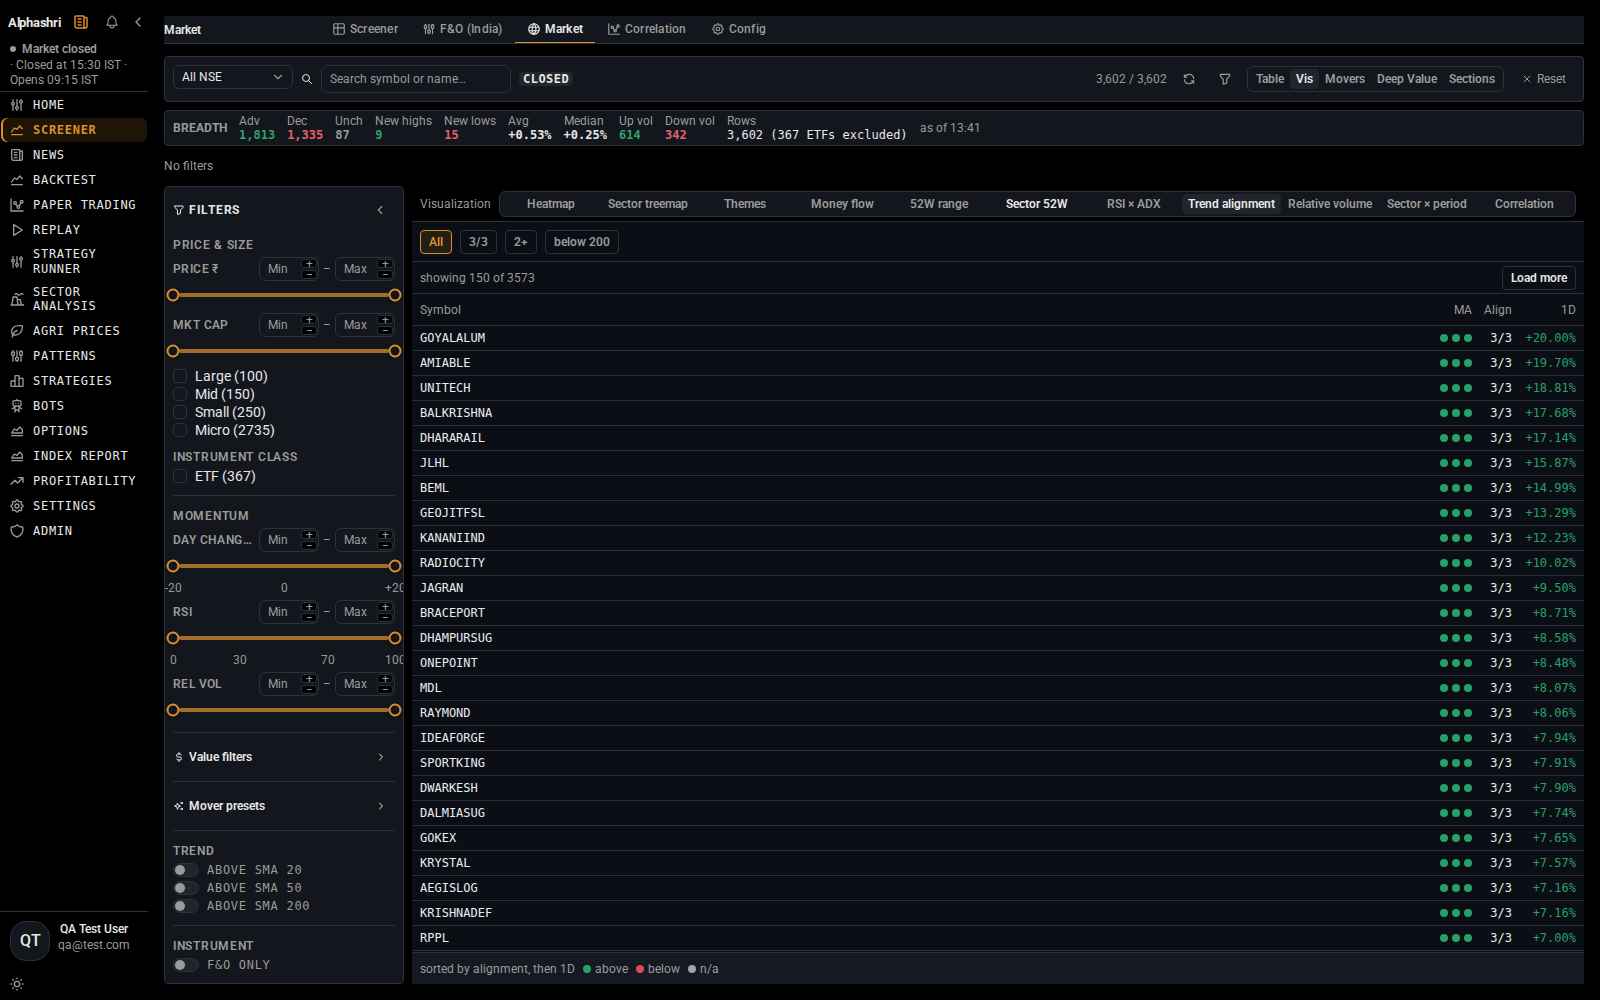 Alphashri
Market closed
· Closed at 15:30 IST ·
Opens 09:15 IST
HOME
SCREENER
NEWS
BACKTEST
PAPER TRADING
REPLAY
STRATEGY
RUNNER
SECTOR
ANALYSIS
AGRI PRICES
PATTERNS
STRATEGIES
BOTS
OPTIONS
INDEX REPORT
PROFITABILITY
SETTINGS
ADMIN
QT
QA Test User
qa@test.com
Market
Screener
F&O (India)
Market
Correlation
Config
All NSE
Search symbol or name...
CLOSED
3,602 / 3,602
Table Vis Movers Deep Value Sections
Reset
BREADTH
Adv Dec Unch New highs New lows Avg Median Up vol Down vol Rows
1,813 1,335 87 9 15 +0.53% +0.25% 614 342 3,602 (367 ETFs excluded) as of 13:41
No filters
FILTERS
PRICE & SIZE
PRICE ₹ Min + − – Max + −
MKT CAP Min + − – Max + −
Large (100)
Mid (150)
Small (250)
Micro (2735)
INSTRUMENT CLASS
ETF (367)
MOMENTUM
DAY CHANG... Min + − – Max + −
-20 0 +20
RSI Min + − – Max + −
0 30 70 100
REL VOL Min + − – Max + −
Value filters
Mover presets
TREND
ABOVE SMA 20
ABOVE SMA 50
ABOVE SMA 200
INSTRUMENT
F&O ONLY
Visualization Heatmap Sector treemap Themes Money flow 52W range Sector 52W RSI × ADX Trend alignment Relative volume Sector × period Correlation
All 3/3 2+ below 200
showing 150 of 3573 Load more
Symbol MA Align 1D
GOYALALUM 3/3 +20.00%
AMIABLE 3/3 +19.70%
UNITECH 3/3 +18.81%
BALKRISHNA 3/3 +17.68%
DHARARAIL 3/3 +17.14%
JLHL 3/3 +15.87%
BEML 3/3 +14.99%
GEOJITFSL 3/3 +13.29%
KANANIIND 3/3 +12.23%
RADIOCITY 3/3 +10.02%
JAGRAN 3/3 +9.50%
BRACEPORT 3/3 +8.71%
DHAMPURSUG 3/3 +8.58%
ONEPOINT 3/3 +8.48%
MDL 3/3 +8.07%
RAYMOND 3/3 +8.06%
IDEAFORGE 3/3 +7.94%
SPORTKING 3/3 +7.91%
DWARKESH 3/3 +7.90%
DALMIASUG 3/3 +7.74%
GOKEX 3/3 +7.65%
KRYSTAL 3/3 +7.57%
AEGISLOG 3/3 +7.16%
KRISHNADEF 3/3 +7.16%
RPPL 3/3 +7.00%
sorted by alignment, then 1D above below n/a